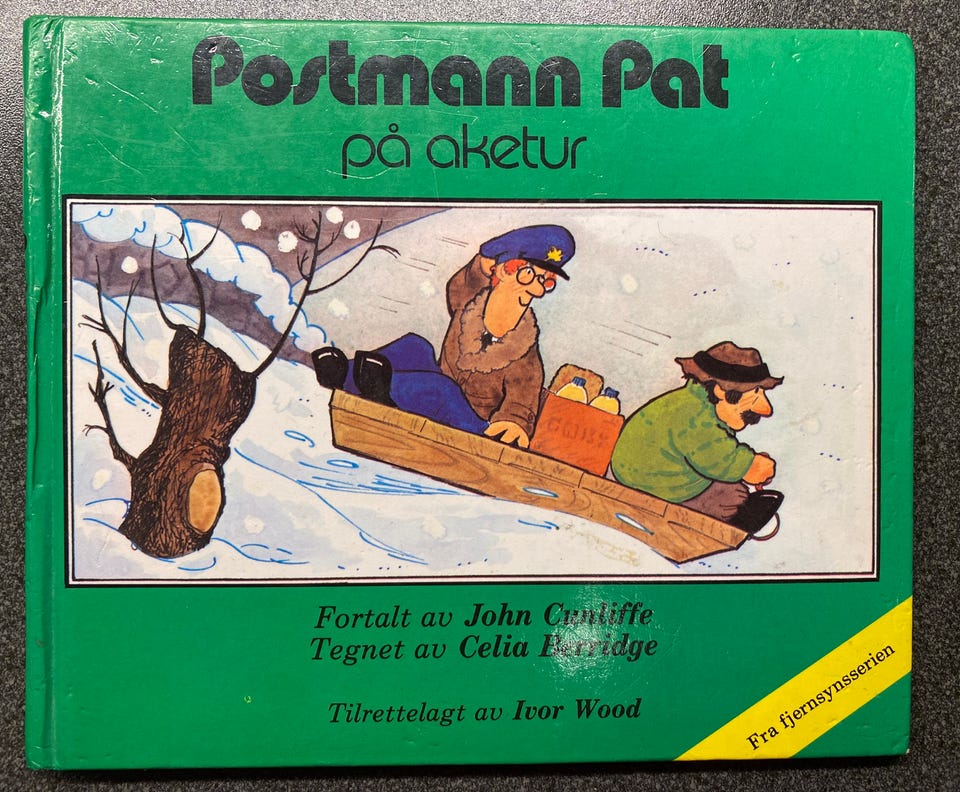 Postmann Pat
på aketur
Fortalt av John Cunliffe
Tegnet av Celia Berridge
Tilrettelagt av Ivor Wood
Fra fjernsynsserien